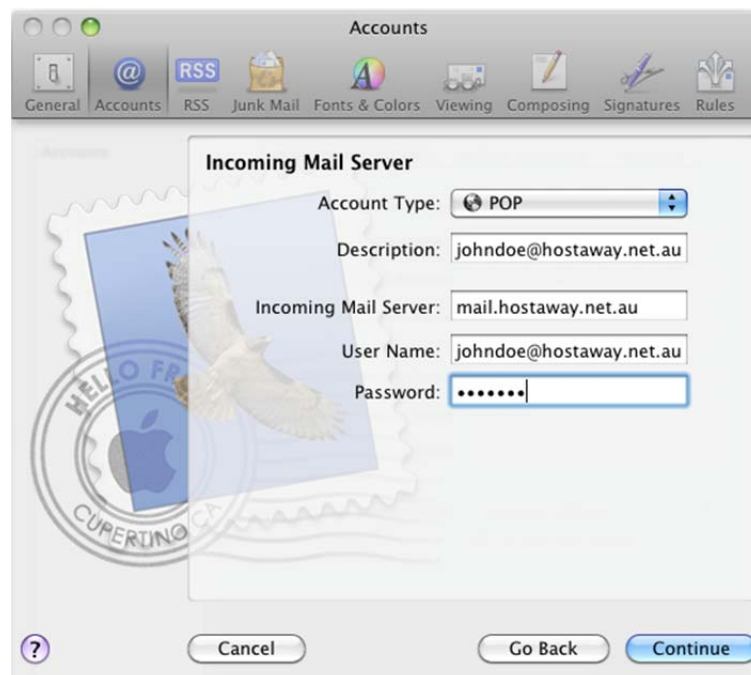 Accounts
General Accounts RSS Junk Mail Fonts & Colors Viewing Composing Signatures Rules
RSS
Accounts
Incoming Mail Server
Account Type: POP
Description: johndoe@hostaway.net.au
Incoming Mail Server: mail.hostaway.net.au
User Name: johndoe@hostaway.net.au
Password: •••••••
HELLO FR
CUPERTINO CA
? Cancel Go Back Continue